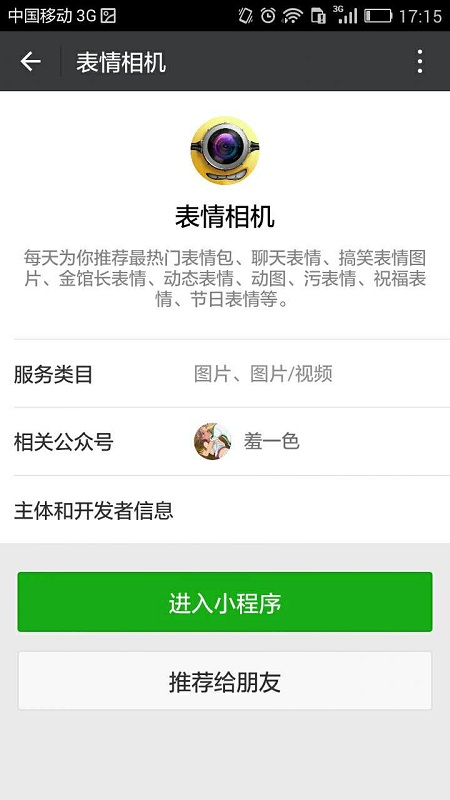 中国移动 3G 3G 17:15
表情相机
表情相机
每天为你推荐最热门表情包、聊天表情、搞笑表情图
片、金馆长表情、动态表情、动图、污表情、祝福表
情、节日表情等。
服务类目 图片、图片/视频
相关公众号 羞一色
主体和开发者信息
进入小程序
推荐给朋友